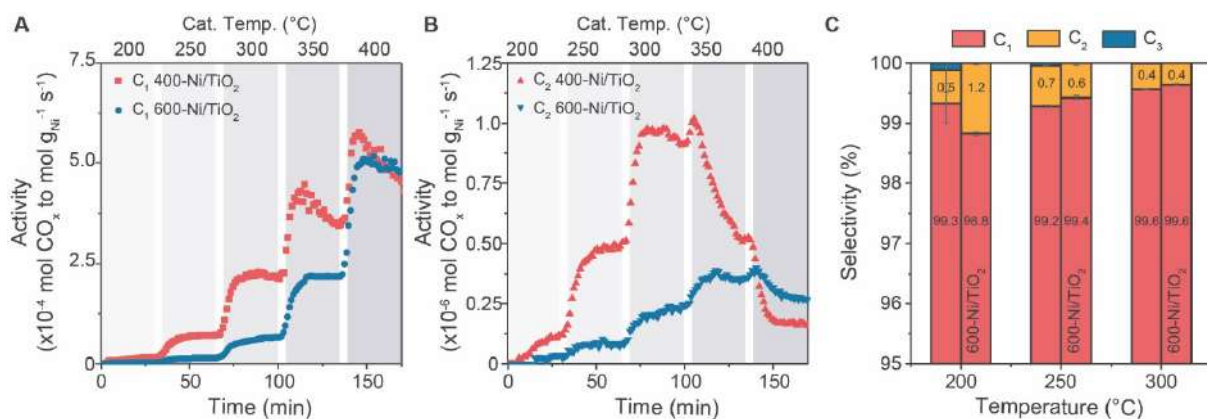 A
Cat. Temp. (°C)
200 250 300 350 400
7.5
5.0
2.5
0
C₁ 400-Ni/TiO₂
C₁ 600-Ni/TiO₂
Activity
(x10⁻⁴ mol COₓ to mol gNi⁻¹ s⁻¹)
0 50 100 150
Time (min)
B
Cat. Temp. (°C)
200 250 300 340 400
1.25
1.0
0.75
0.50
0.25
0
C₂ 400-Ni/TiO₂
C₂ 600-Ni/TiO₂
Activity
(x10⁻⁶ mol COₓ to mol gNi⁻¹ s⁻¹)
0 50 100 150
Time (min)
C
C₁ C₂ C₃
100
99
98
97
96
95
Selectivity (%)
0.5 1.2 0.7 0.6 0.4 0.4
99.3 98.8 99.2 99.4 99.6 99.6
600-Ni/TiO₂ 600-Ni/TiO₂ 600-Ni/TiO₂
200 250 300
Temperature (°C)